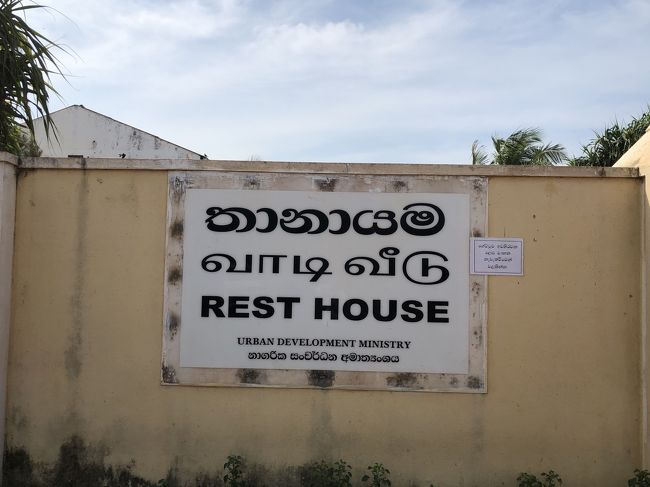 තානායම
வாடி வீடு
REST HOUSE
URBAN DEVELOPMENT MINISTRY
නාගරික සංවර්ධන අමාත්‍යංශය